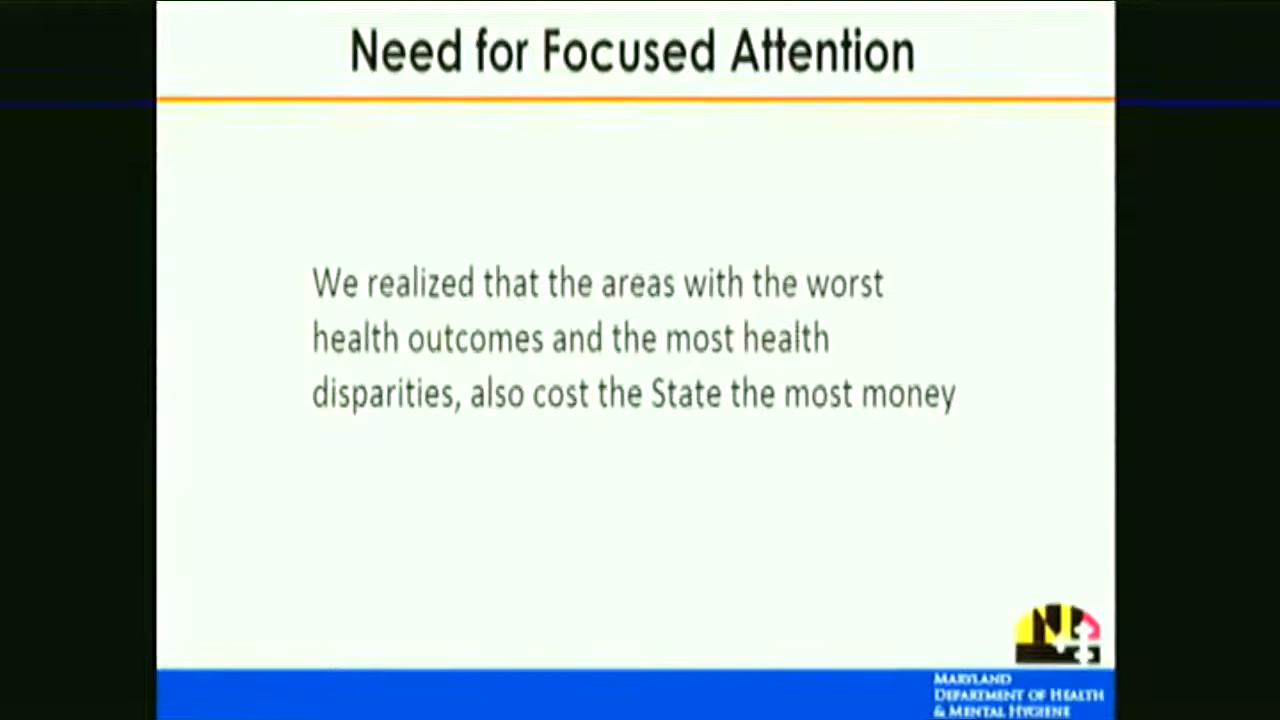 Need for Focused Attention
We realized that the areas with the worst
health outcomes and the most health
disparities, also cost the State the most money
MARYLAND
DEPARTMENT OF HEALTH
& MENTAL HYGIENE